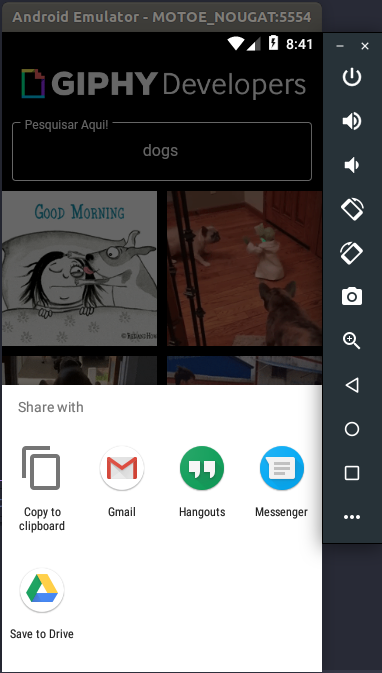 Android Emulator - MOTOE_NOUGAT:5554
8:41
GIPHY Developers
Pesquisar Aqui!
dogs
GOOD MORNING
Share with
Copy to
clipboard
Gmail
Hangouts
Messenger
Save to Drive